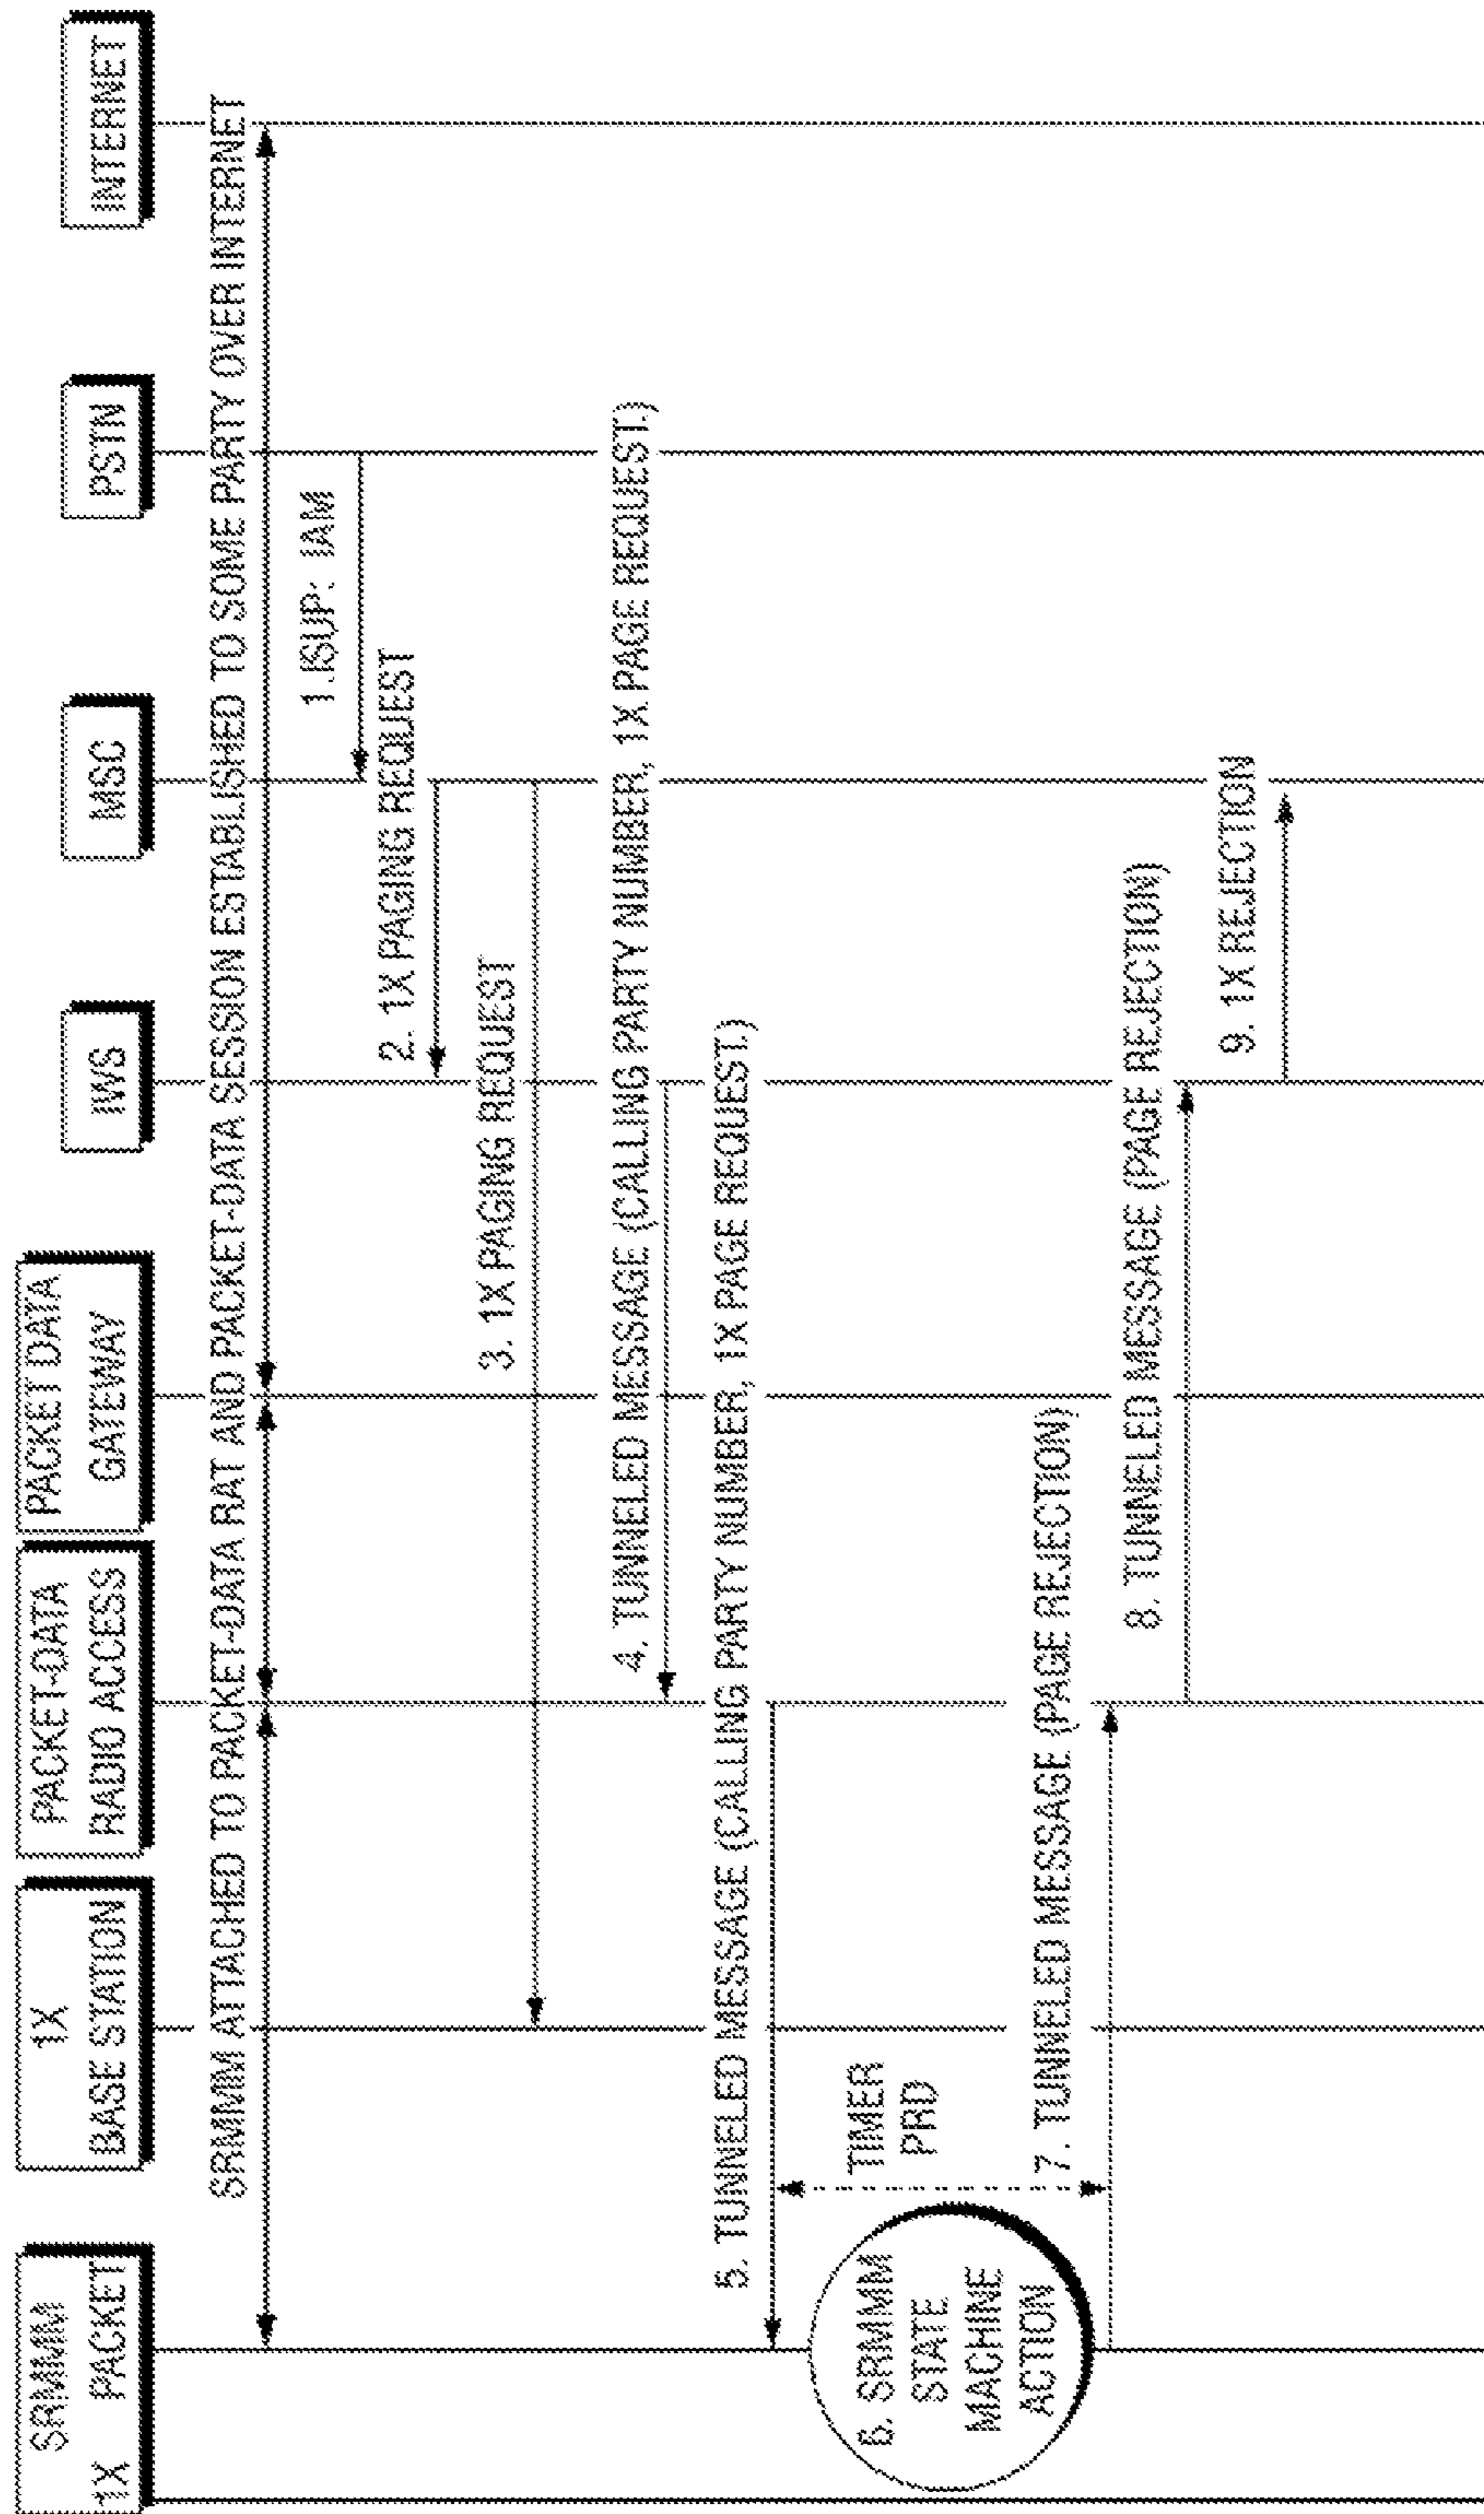 SRMMM
1X PACKET
1X
BASE STATION
PACKET-DATA
RADIO ACCESS
PACKET DATA
GATEWAY
IWS
MSC
PSTN
INTERNET
SRMMM ATTACHED TO PACKET-DATA RAT AND PACKET-DATA SESSION ESTABLISHED TO SOME PARTY OVER INTERNET
1.ISUP: IAM
2. 1X PAGING REQUEST
3. 1X PAGING REQUEST
4. TUNNELED MESSAGE (CALLING PARTY NUMBER, 1X PAGE REQUEST.)
5. TUNNELED MESSAGE (CALLING PARTY NUMBER, 1X PAGE REQUEST.)
TIMER
PRD
6. SRMMM
STATE
MACHINE
ACTION
7. TUNNELED MESSAGE (PAGE REJECTION)
8. TUNNELED MESSAGE (PAGE REJECTION)
9. 1X REJECTION